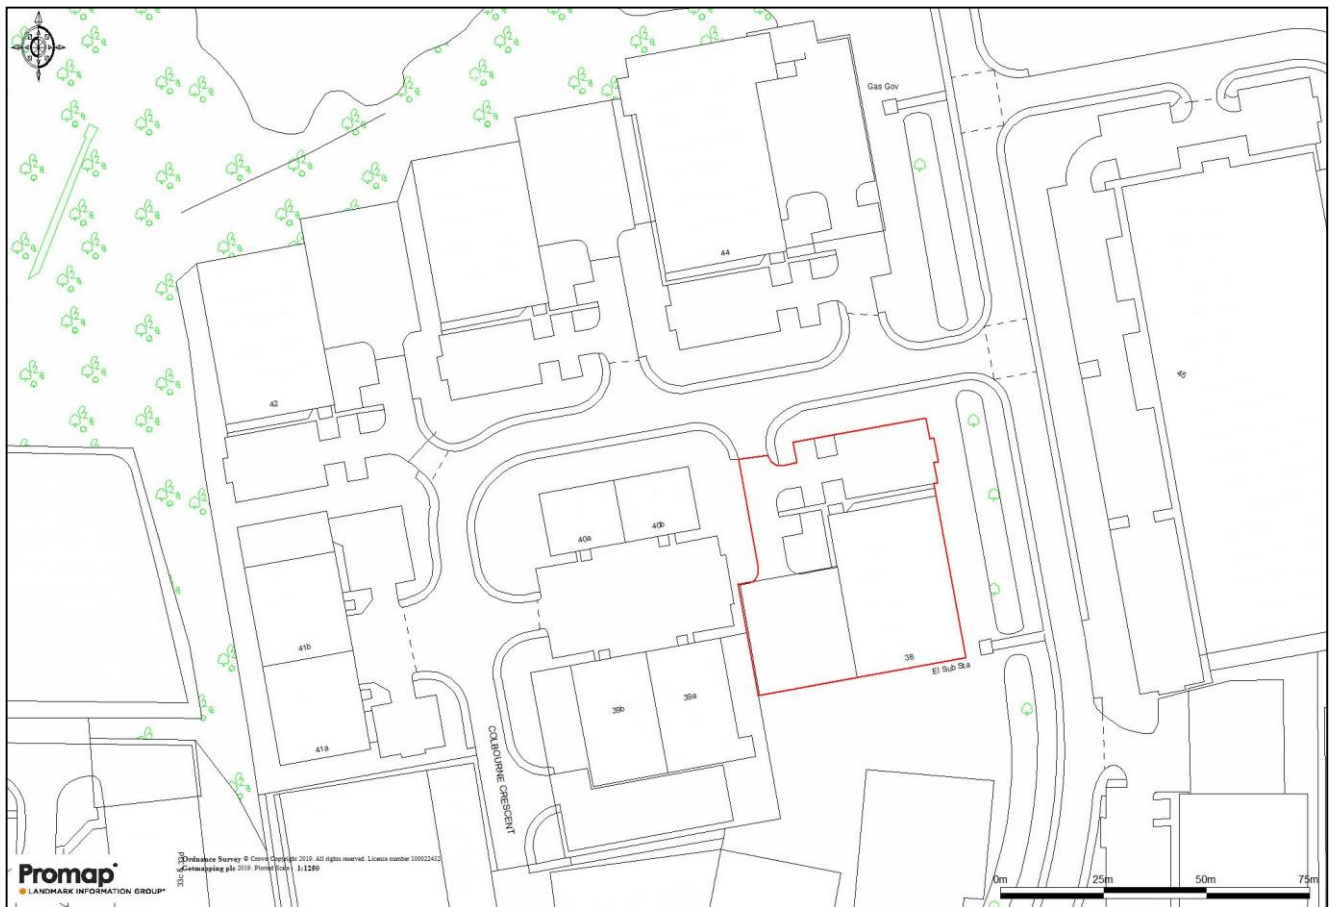 Gas Gov
44
45
42
40a
40b
41b
38
El Sub Sta
39b
39a
41a
COLBOURNE CRESCENT
Ordnance Survey © Crown Copyright 2019. All rights reserved. Licence number 100022432
Getmapping plc 2019. Plotted Scale - 1:1250
Promap
LANDMARK INFORMATION GROUP
0m 25m 50m 75m